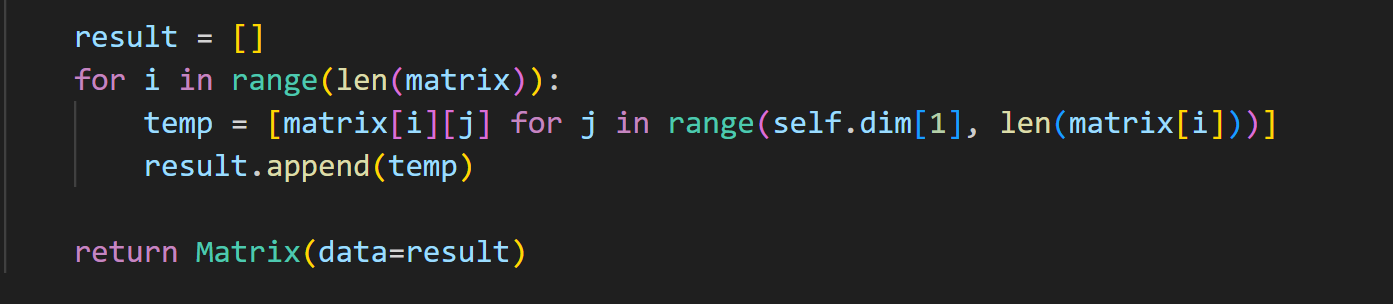 result = []
for i in range(len(matrix)):
    temp = [matrix[i][j] for j in range(self.dim[1], len(matrix[i]))]
    result.append(temp)

return Matrix(data=result)